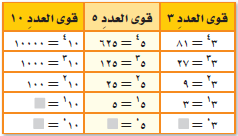 قوى العددِ ٣	قوى العددِ ٥	قوى العددِ ١٠
٣^٤ = ٨١	٥^٤ = ٦٢٥	١٠^٤ = ١٠٠٠٠
٣^٣ = ٢٧	٥^٣ = ١٢٥	١٠^٣ = ١٠٠٠
٣^٢ = ٩	٥^٢ = ٢٥	١٠^٢ = ١٠٠
٣^١ = ٣	٥^١ = ٥	١٠^١ = □
٣^٠ = □	٥^٠ = □	١٠^٠ = □